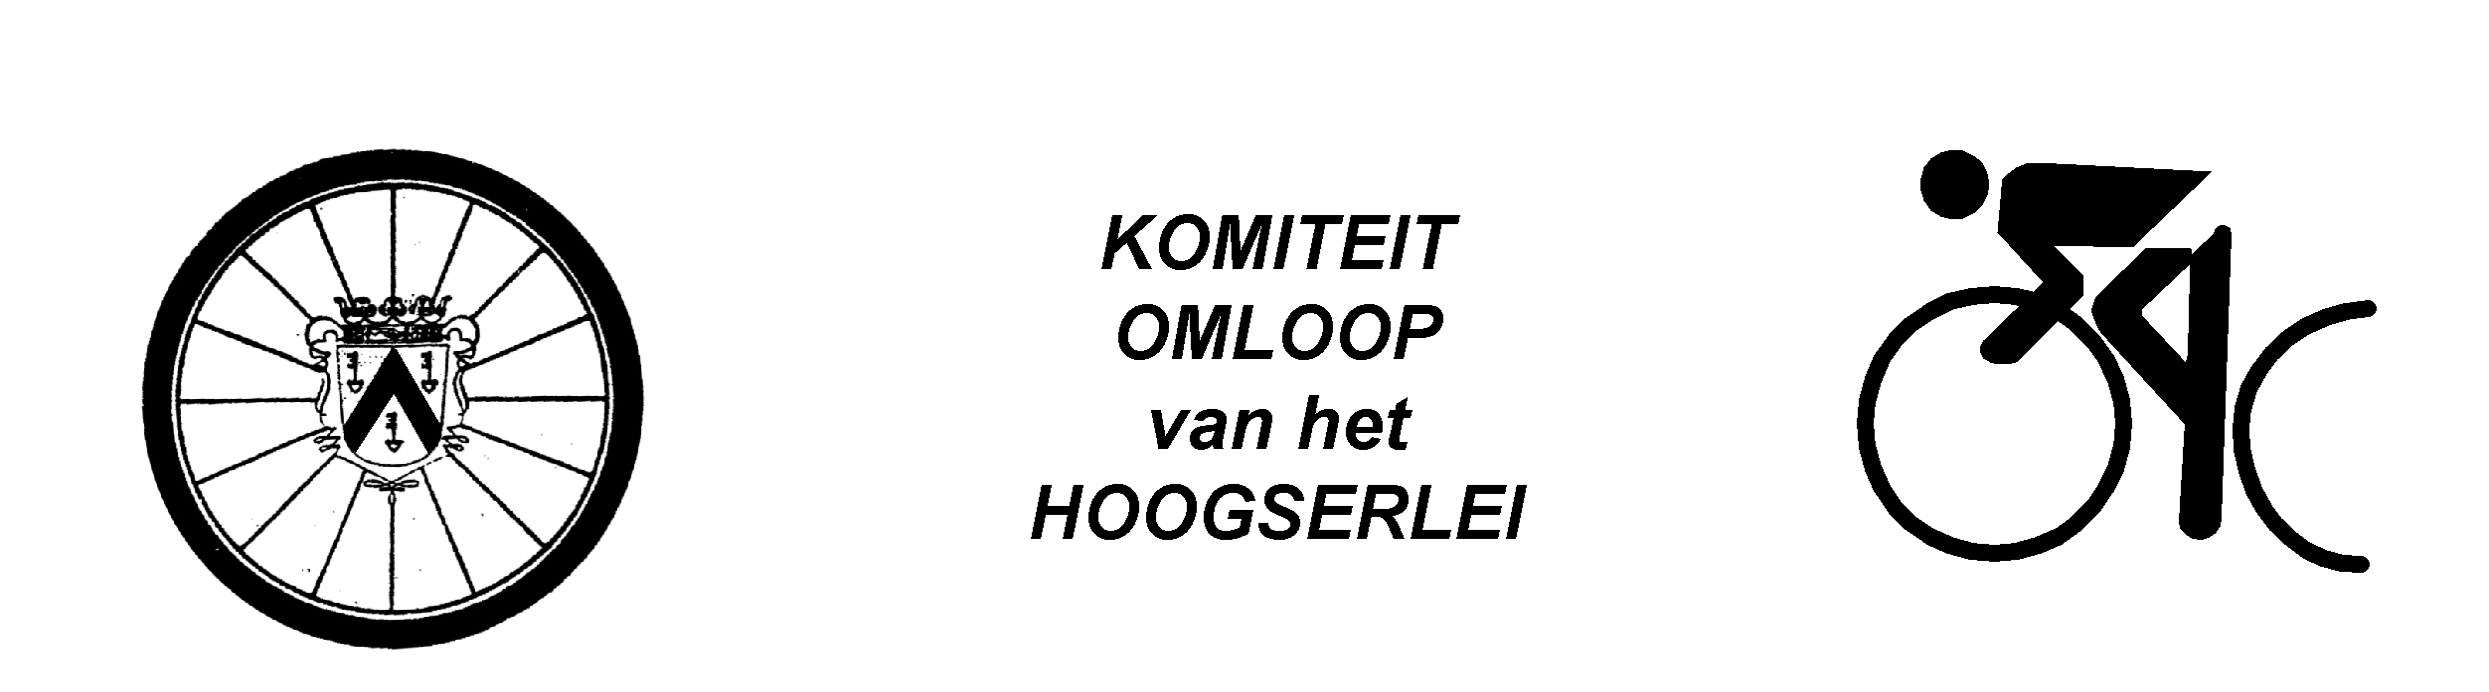 KOMITEIT
OMLOOP
van het
HOOGSERLEI